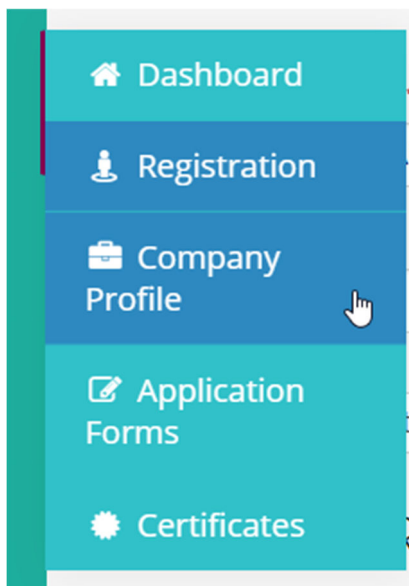 Dashboard
Registration
Company
Profile
Application
Forms
Certificates